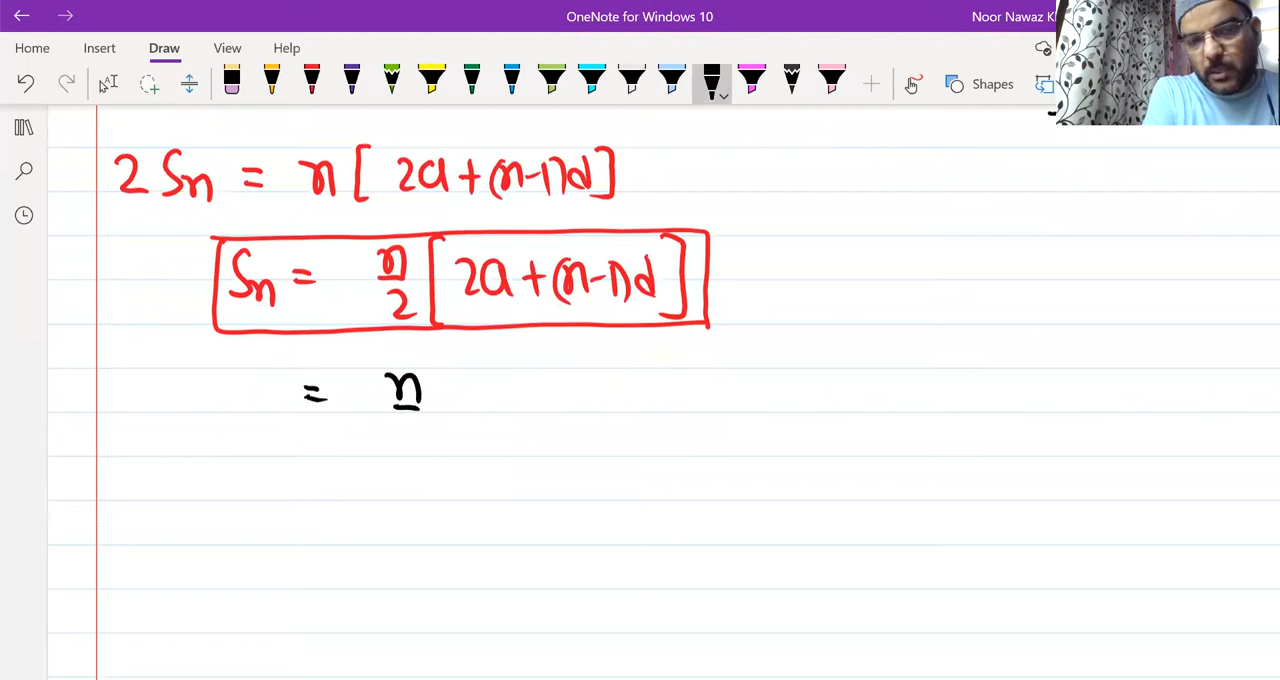 OneNote for Windows 10
Noor Nawaz K
Home Insert Draw View Help
Shapes
2 Sn = n [ 2a + (n-1)d ]
Sn = n/2 [ 2a + (n-1)d ]
= n